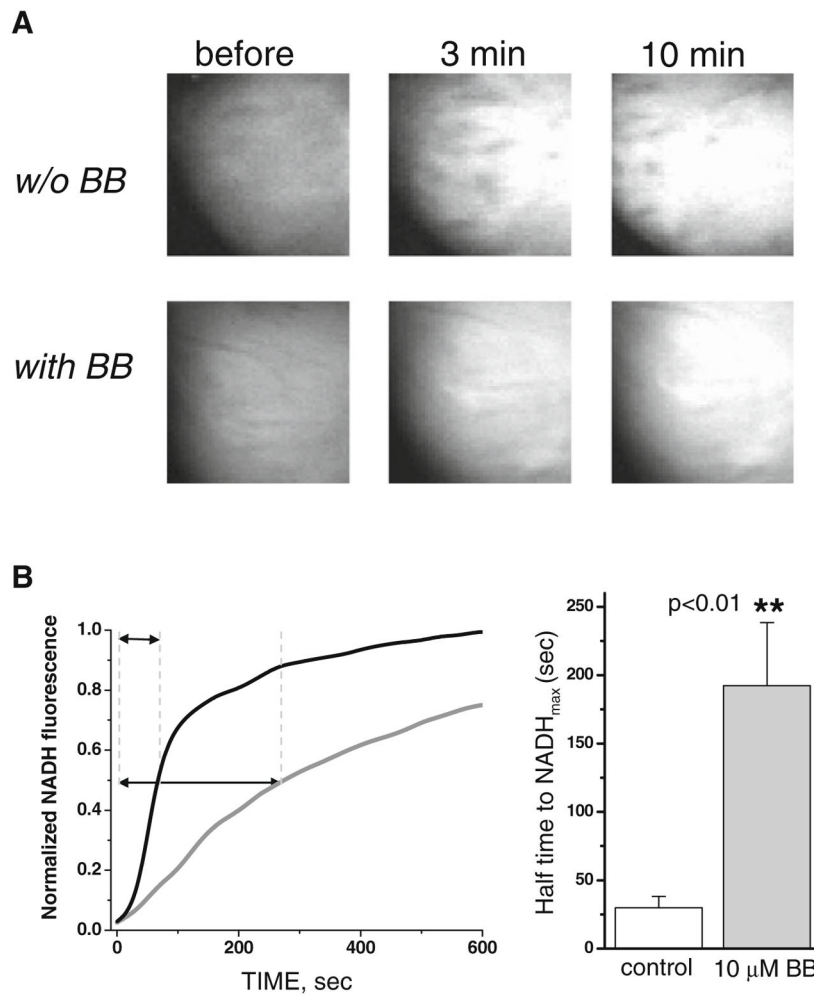 A
before 3 min 10 min
w/o BB
with BB
B
Normalized NADH fluorescence
1.0
0.8
0.6
0.4
0.2
0.0
0 200 400 600
TIME, sec
Half time to NADHmax (sec)
p<0.01 **
250
200
150
100
50
0
control 10 µM BB